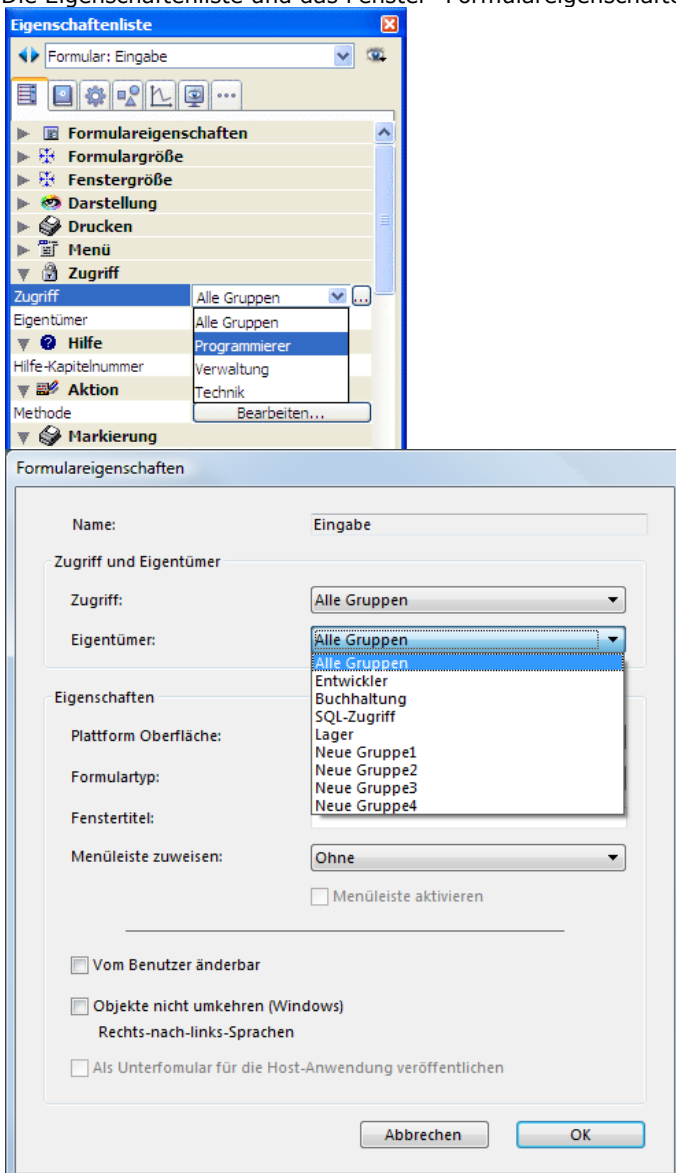 Die Eigenschaftenliste und das Fenster "Formulareigenschafte
Eigenschaftenliste
Formular: Eingabe
Formulareigenschaften
Formulargröße
Fenstergröße
Darstellung
Drucken
Menü
Zugriff
Zugriff Alle Gruppen ...
Eigentümer Alle Gruppen
Hilfe Programmierer
Hilfe-Kapitelnummer Verwaltung
Aktion Technik
Methode Bearbeiten...
Markierung
Formulareigenschaften
Name: Eingabe
Zugriff und Eigentümer
Zugriff: Alle Gruppen
Eigentümer: Alle Gruppen
Alle Gruppen
Entwickler
Eigenschaften Buchhaltung
SQL-Zugriff
Plattform Oberfläche: Lager
Neue Gruppe1
Formulartyp: Neue Gruppe2
Neue Gruppe3
Neue Gruppe4
Fenstertitel:
Menüleiste zuweisen: Ohne
Menüleiste aktivieren
Vom Benutzer änderbar
Objekte nicht umkehren (Windows)
Rechts-nach-links-Sprachen
Als Unterfomular für die Host-Anwendung veröffentlichen
Abbrechen OK